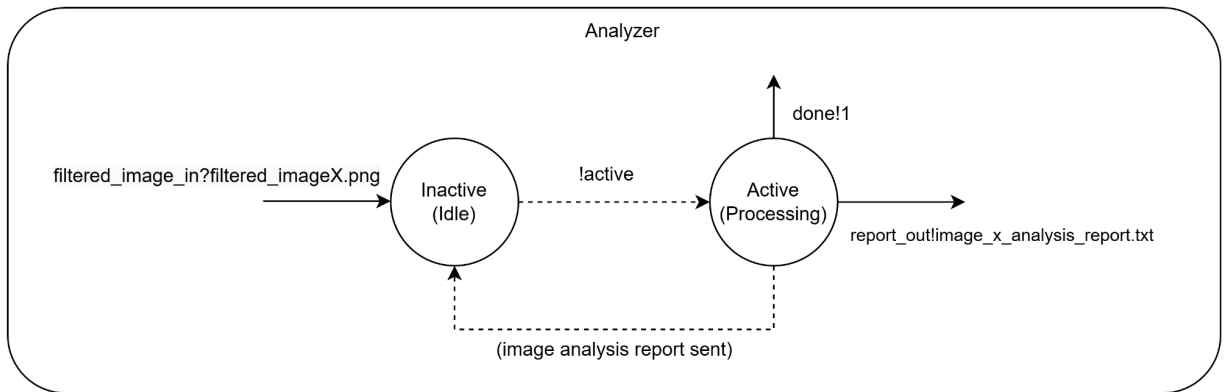 Analyzer
done!1
filtered_image_in?filtered_imageX.png
!active
Inactive
(Idle)
Active
(Processing)
report_out!image_x_analysis_report.txt
(image analysis report sent)